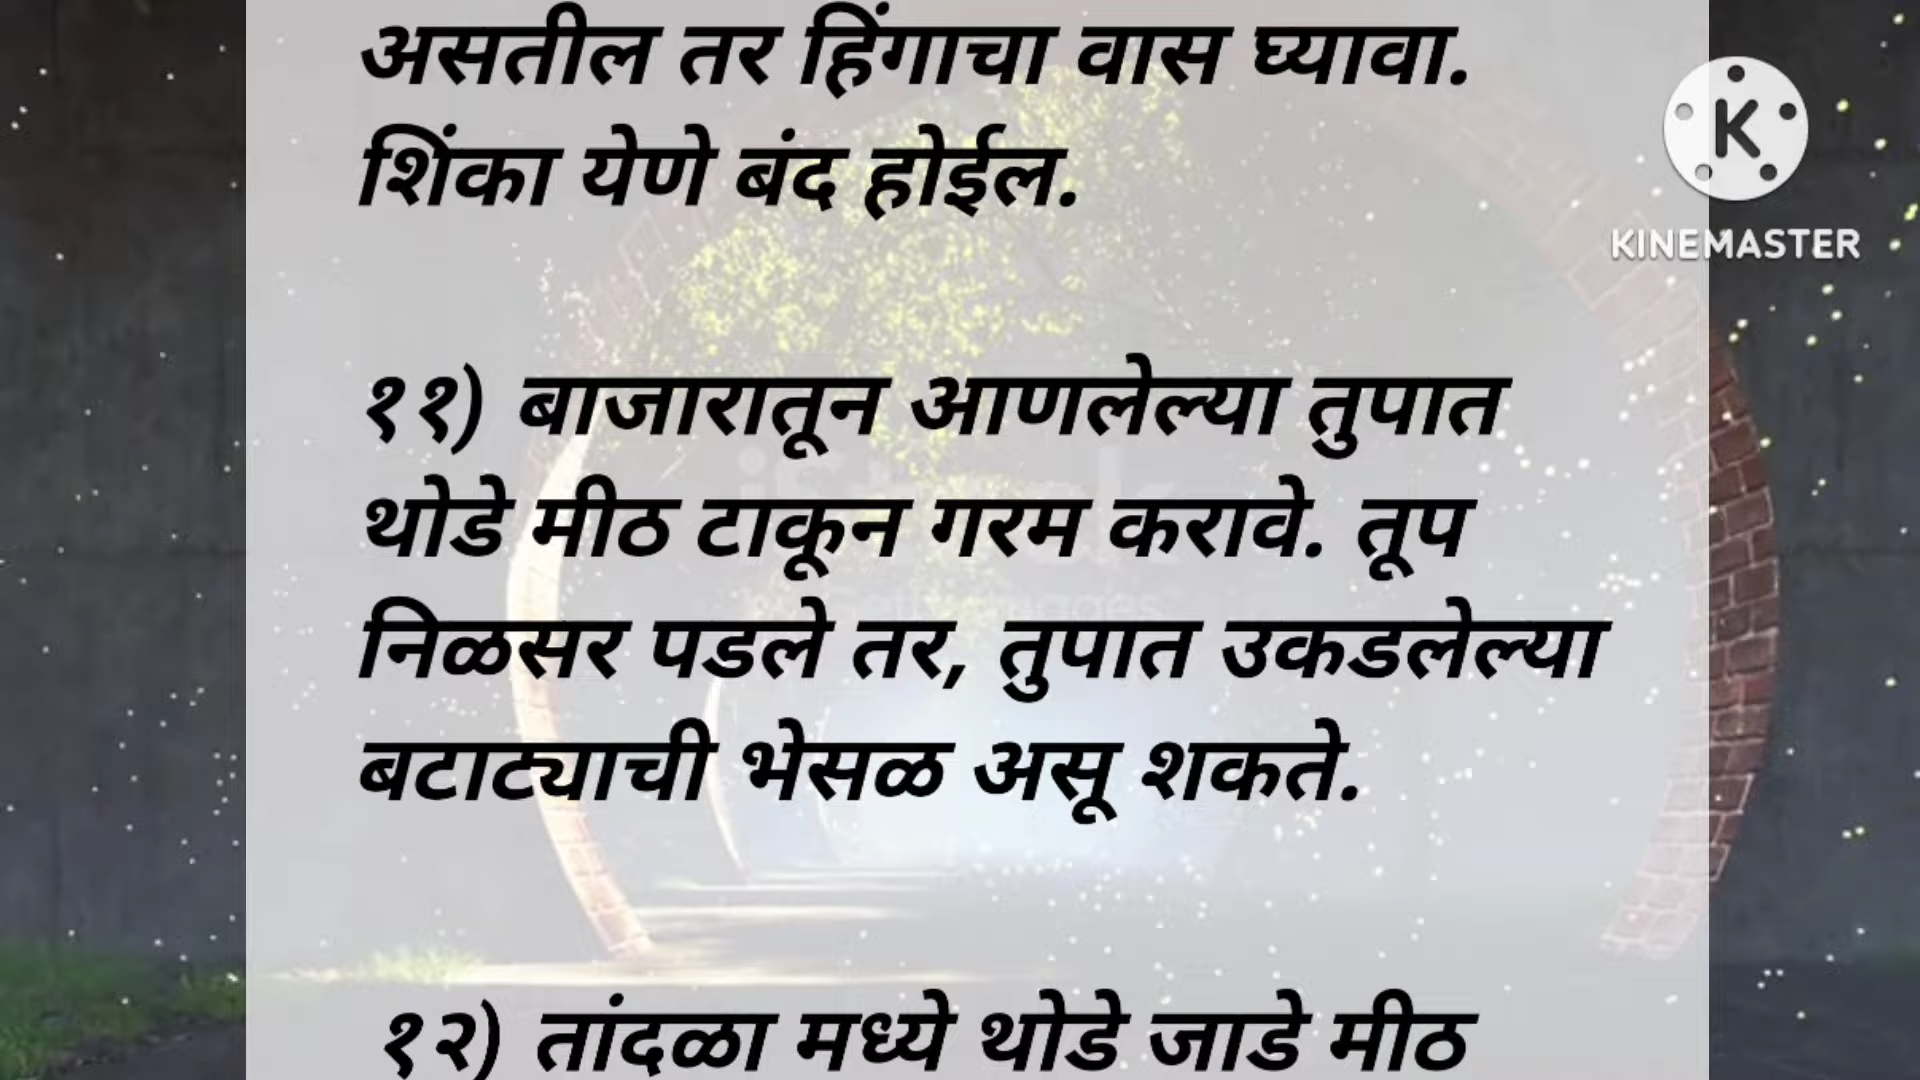 असतील तर हिंगाचा वास घ्यावा.
शिंका येणे बंद होईल.
११) बाजारातून आणलेल्या तुपात
थोडे मीठ टाकून गरम करावे. तूप
निळसर पडले तर, तुपात उकडलेल्या
बटाट्याची भेसळ असू शकते.
१२) तांदळा मध्ये थोडे जाडे मीठ
K
KINEMASTER